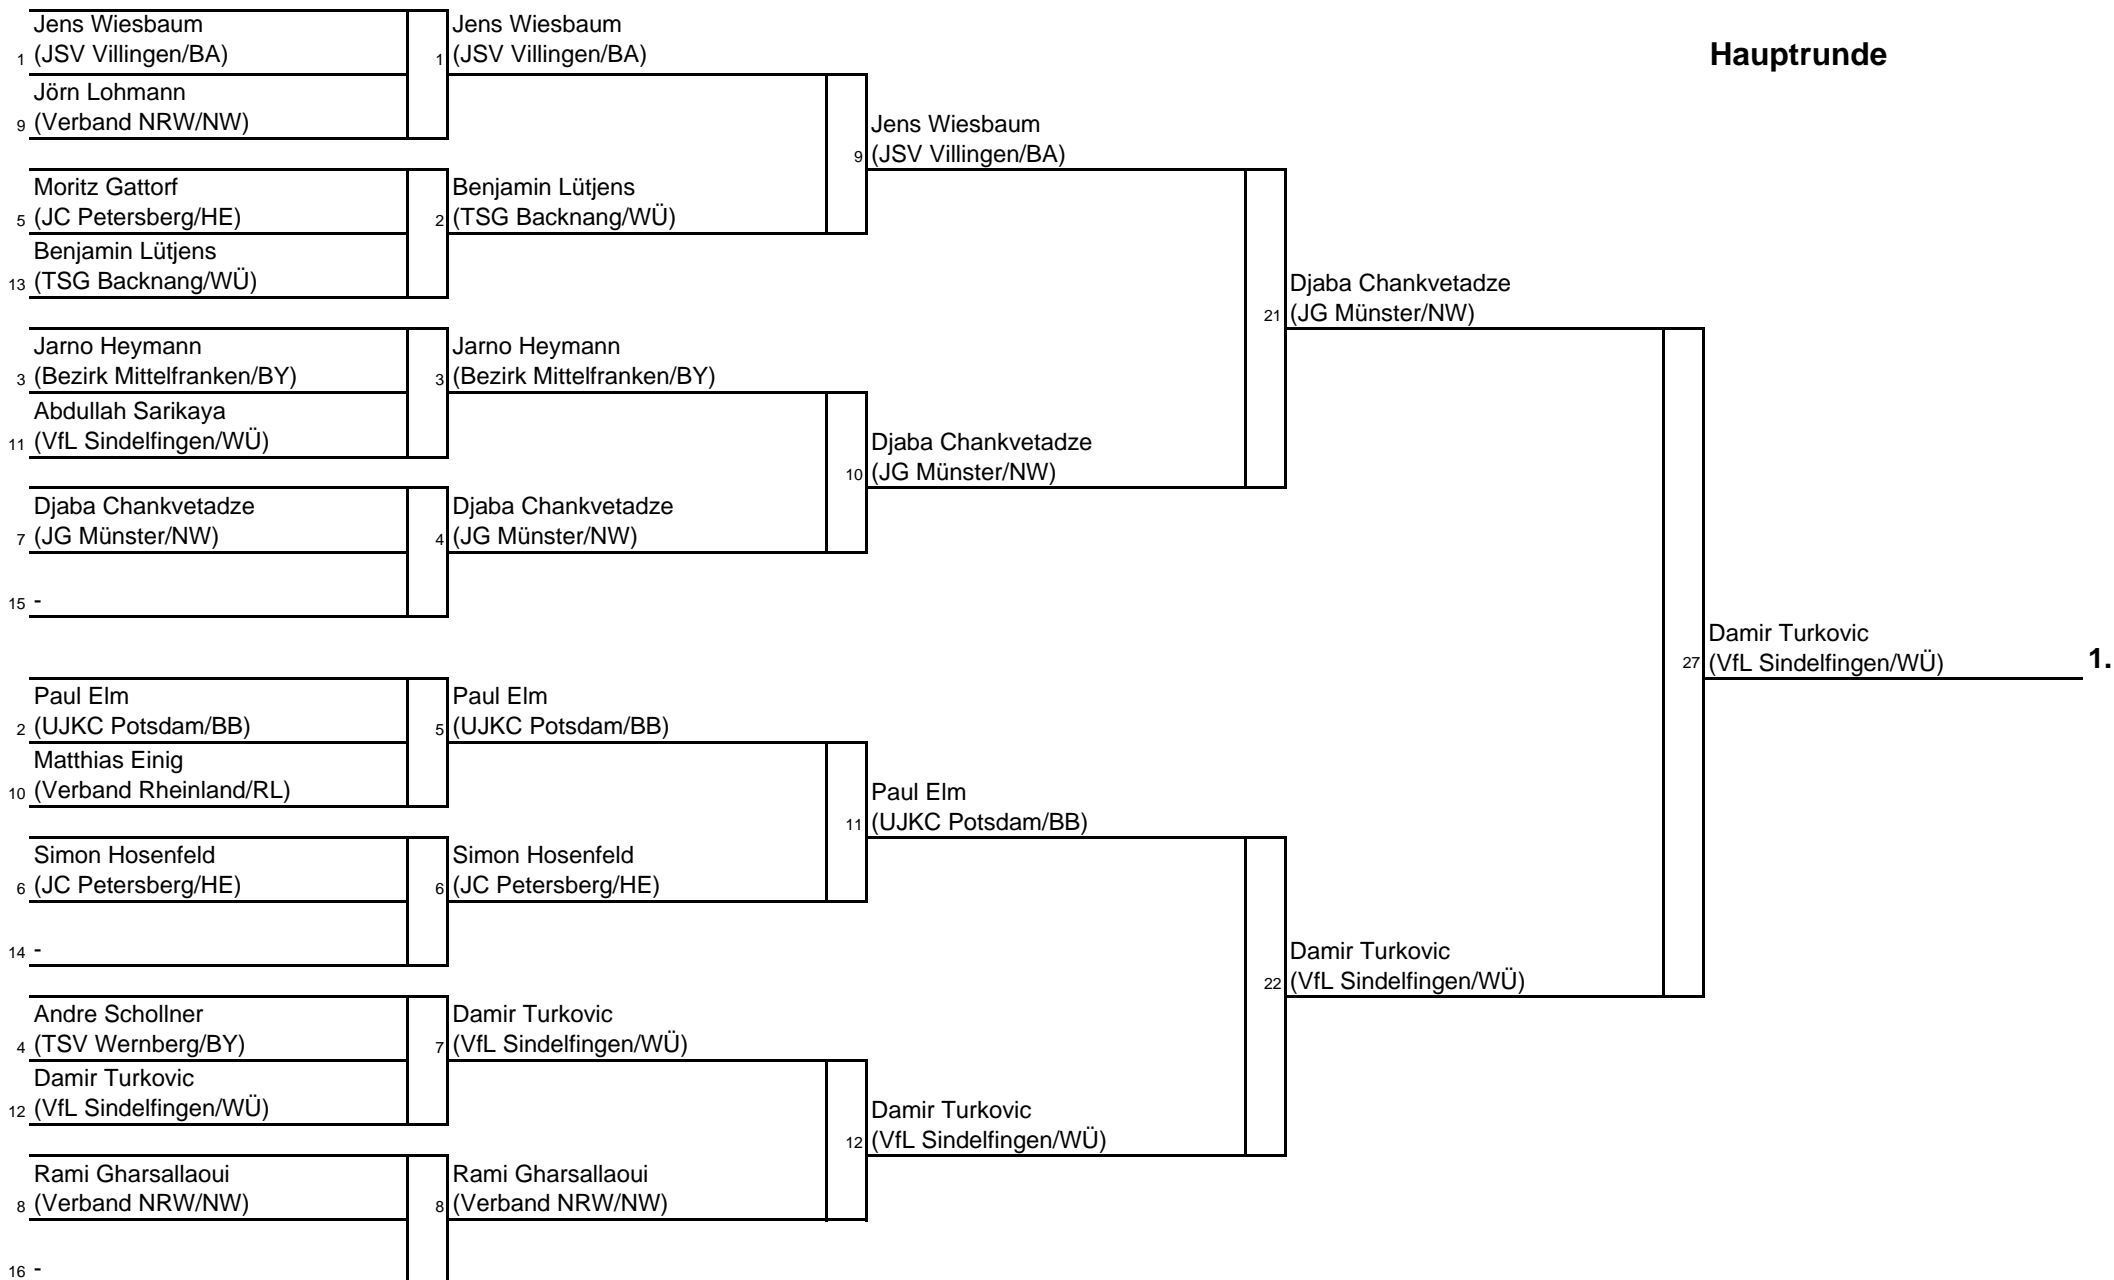 Hauptrunde
Jens Wiesbaum
1 (JSV Villingen/BA)
Jörn Lohmann
9 (Verband NRW/NW)
Moritz Gattorf
5 (JC Petersberg/HE)
Benjamin Lütjens
13 (TSG Backnang/WÜ)
Jarno Heymann
3 (Bezirk Mittelfranken/BY)
Abdullah Sarikaya
11 (VfL Sindelfingen/WÜ)
Djaba Chankvetadze
7 (JG Münster/NW)
15 -
Paul Elm
2 (UJKC Potsdam/BB)
Matthias Einig
10 (Verband Rheinland/RL)
Simon Hosenfeld
6 (JC Petersberg/HE)
14 -
Andre Schollner
4 (TSV Wernberg/BY)
Damir Turkovic
12 (VfL Sindelfingen/WÜ)
Rami Gharsallaoui
8 (Verband NRW/NW)
16 -
Jens Wiesbaum
1 (JSV Villingen/BA)
Benjamin Lütjens
2 (TSG Backnang/WÜ)
Jarno Heymann
3 (Bezirk Mittelfranken/BY)
Djaba Chankvetadze
4 (JG Münster/NW)
Paul Elm
5 (UJKC Potsdam/BB)
Simon Hosenfeld
6 (JC Petersberg/HE)
Damir Turkovic
7 (VfL Sindelfingen/WÜ)
Rami Gharsallaoui
8 (Verband NRW/NW)
Jens Wiesbaum
9 (JSV Villingen/BA)
Djaba Chankvetadze
10 (JG Münster/NW)
Paul Elm
11 (UJKC Potsdam/BB)
Damir Turkovic
12 (VfL Sindelfingen/WÜ)
Djaba Chankvetadze
21 (JG Münster/NW)
Damir Turkovic
22 (VfL Sindelfingen/WÜ)
Damir Turkovic
27 (VfL Sindelfingen/WÜ) 1.